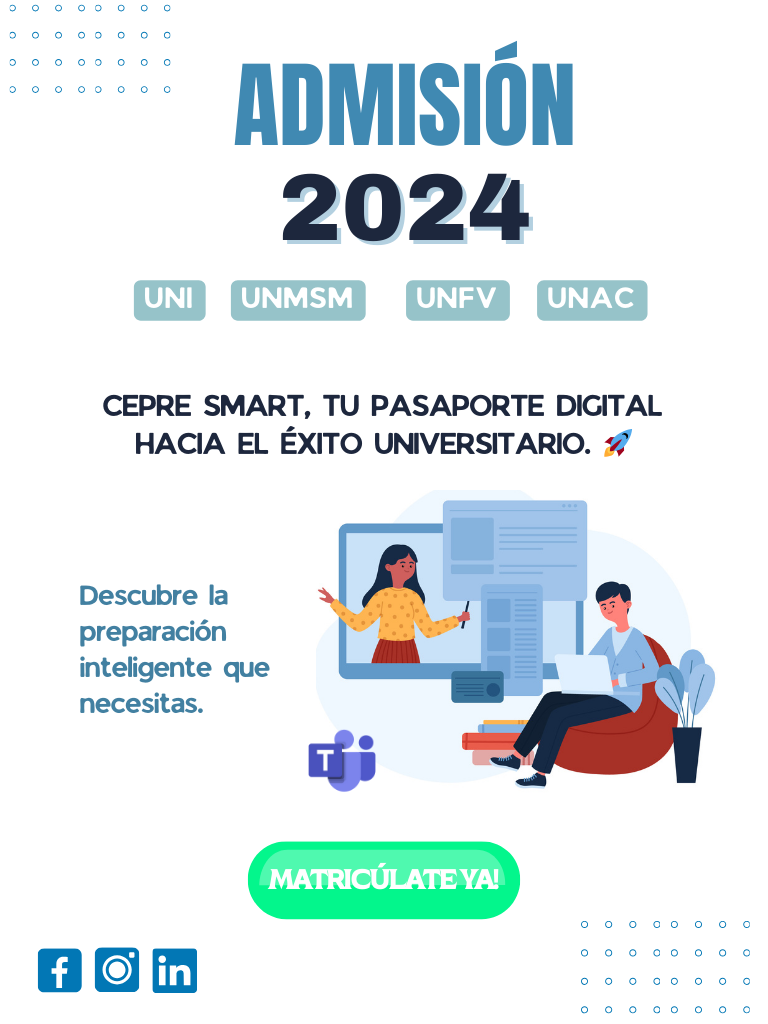 ADMISIÓN
2024
UNI UNMSM UNFV UNAC
CEPRE SMART, TU PASAPORTE DIGITAL
HACIA EL ÉXITO UNIVERSITARIO. 🚀
Descubre la
preparación
inteligente que
necesitas.
T
MATRICÚLATE YA!
f in